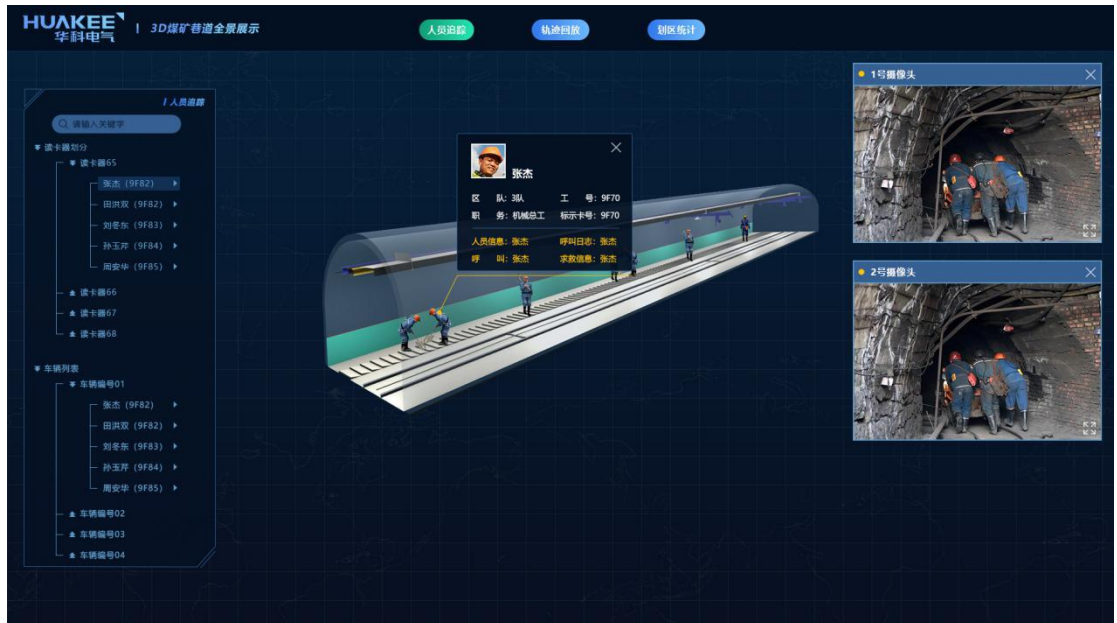 HUAKEE
华科电气
3D煤矿巷道全景展示
人员追踪
轨迹回放
划区统计
人员追踪
请输入关键字
读卡器划分
读卡器65
张杰（9F82）
田洪双（9F82）
刘冬东（9F83）
孙玉芹（9F84）
周安华（9F85）
读卡器66
读卡器67
读卡器68
车辆列表
车辆编号01
张杰（9F82）
田洪双（9F82）
刘冬东（9F83）
孙玉芹（9F84）
周安华（9F85）
车辆编号02
车辆编号03
车辆编号04
张杰
区 队：3队 工 号：9F70
职 务：机械总工 标示卡号：9F70
人员信息：张杰 呼叫日志：张杰
呼 叫：张杰 求救信息：张杰
1号摄像头
2号摄像头